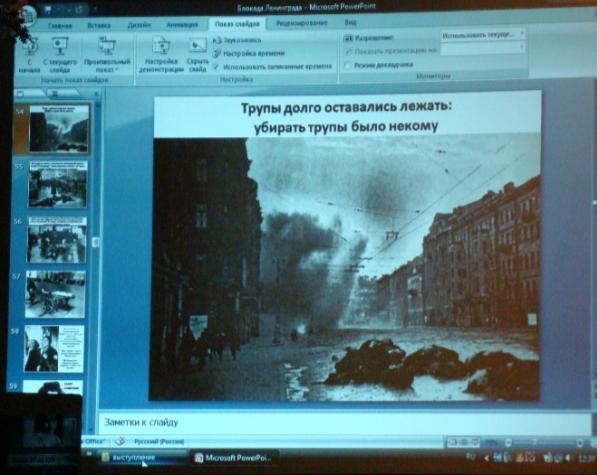 Блокада Ленинграда - Microsoft PowerPoint
Главная Вставка Дизайн Анимация Показ слайдов Рецензирование Вид
С начала
С текущего слайда
Произвольный показ
Настройка демонстрации
Скрыть слайд
Звукозапись
Настройка времени
Использовать записанные времена
Разрешение: Использовать текуще...
Показать презентацию на:
Режим докладчика
Начать показ слайдов Настройка Мониторы
54
55
56
57
58
59
Трупы долго оставались лежать:
убирать трупы было некому
Заметки к слайду
Office" Русский (Россия)
выступление Microsoft PowerPoi... RU